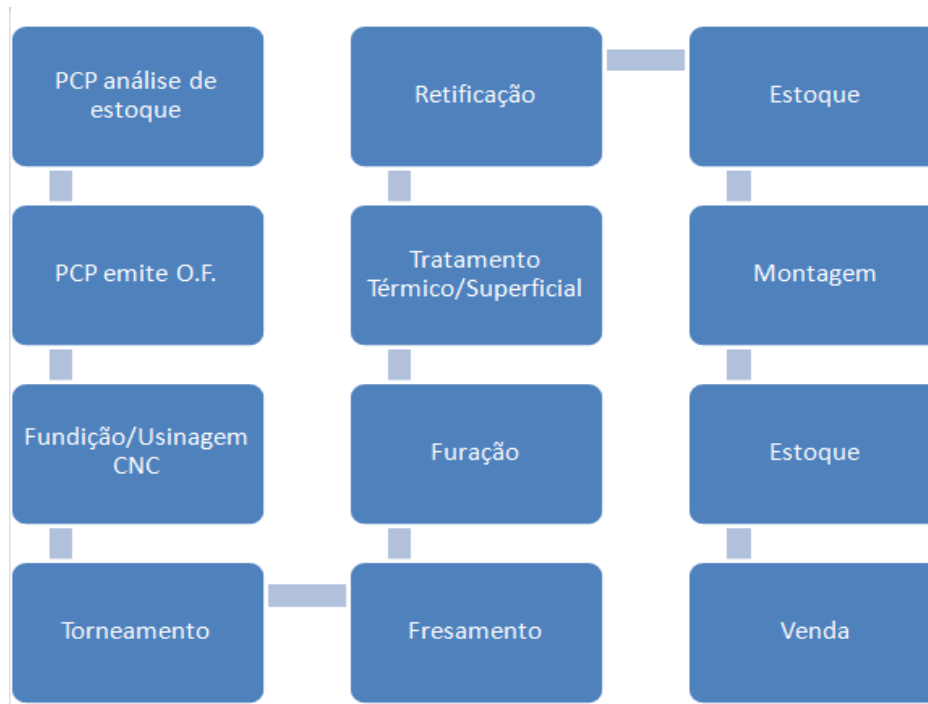 PCP análise de
estoque
PCP emite O.F.
Fundição/Usinagem
CNC
Torneamento
Fresamento
Furação
Tratamento
Térmico/Superficial
Retificação
Estoque
Montagem
Estoque
Venda